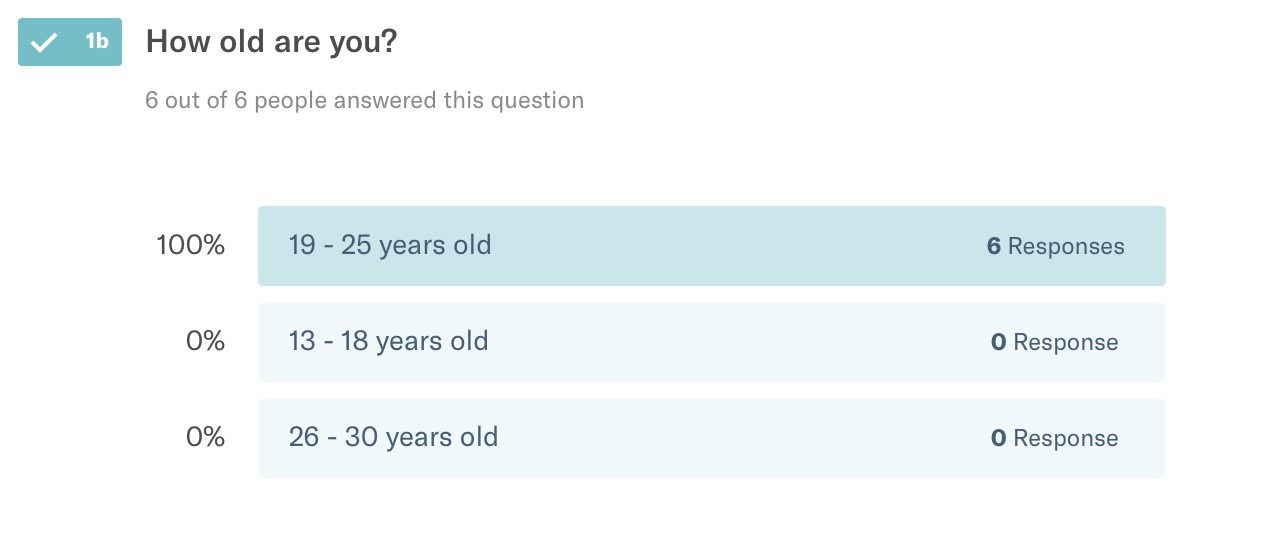 1b How old are you?
6 out of 6 people answered this question
100% 19 - 25 years old 6 Responses
0% 13 - 18 years old 0 Response
0% 26 - 30 years old 0 Response